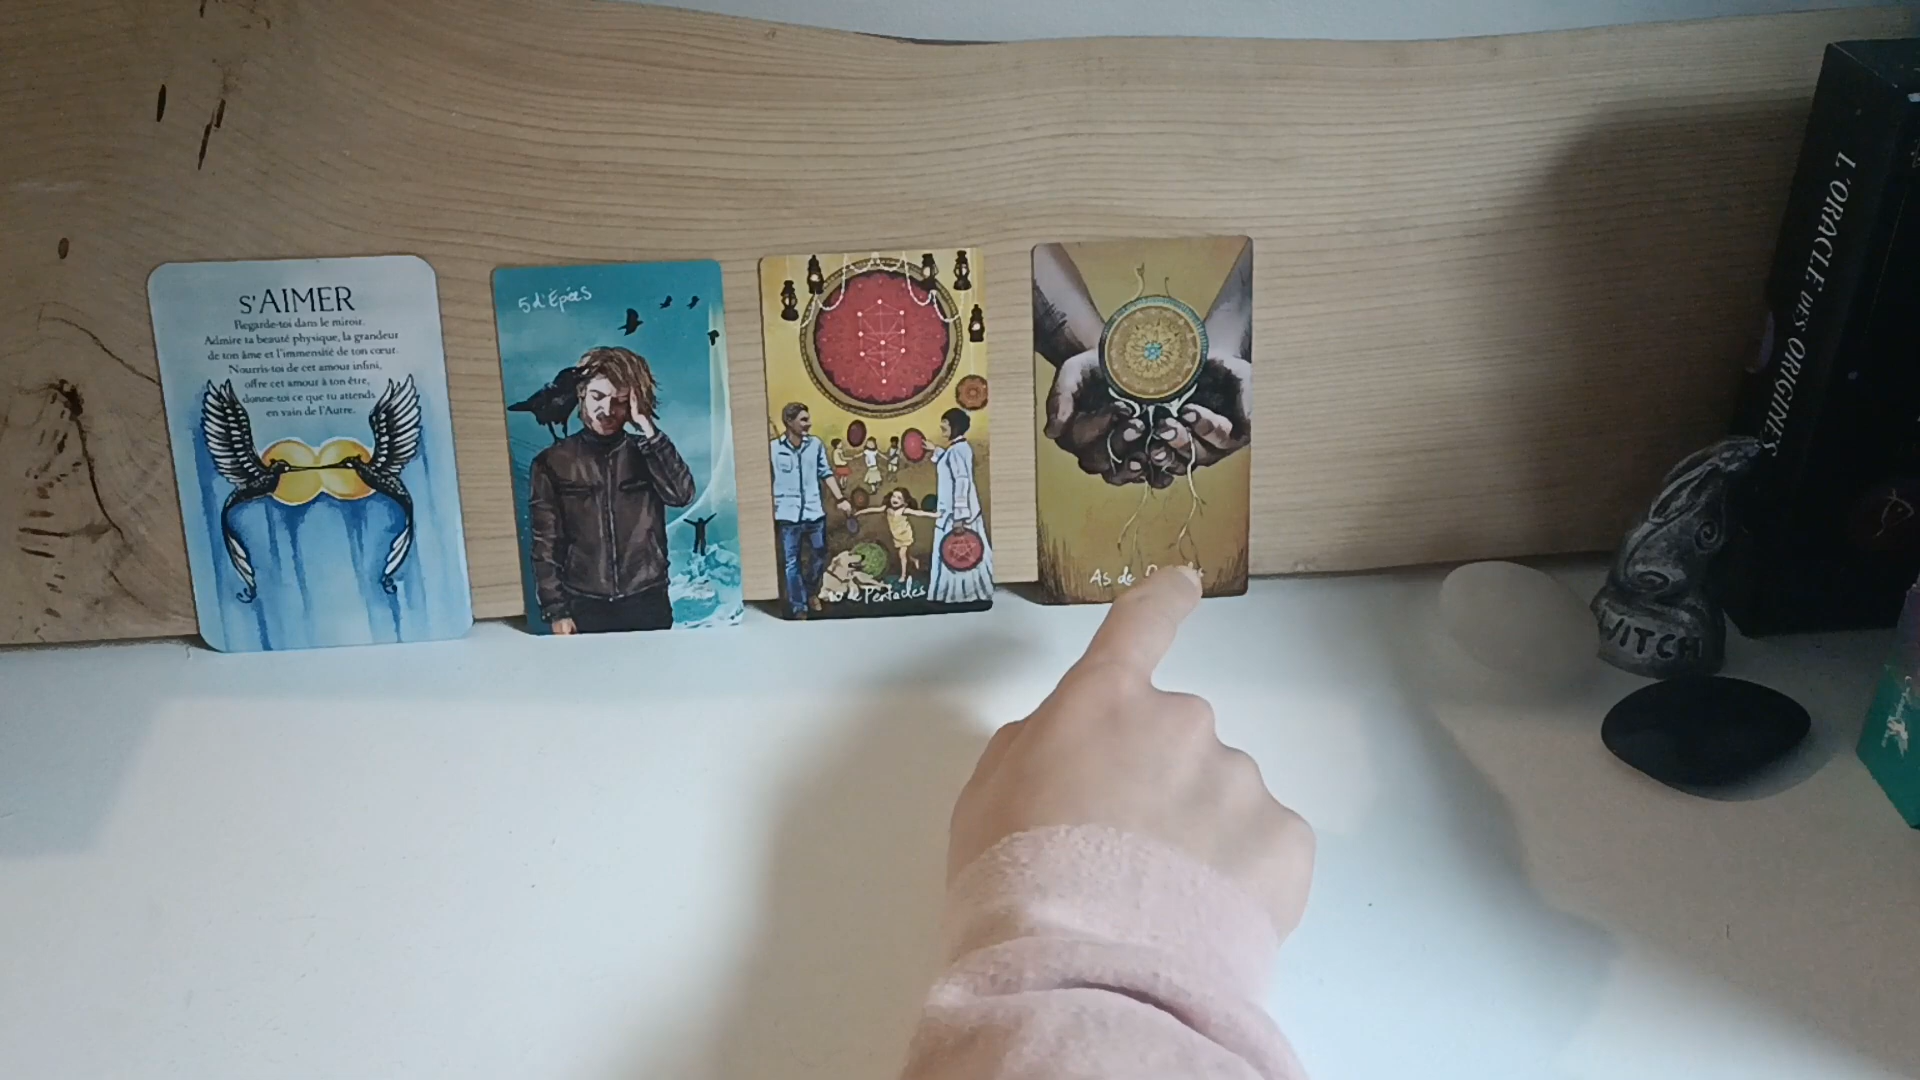 S'AIMER
Regarde-toi dans le miroir.
Admire ta beauté physique, la grandeur
de ton âme et l'immensité de ton cœur.
Nourris-toi de cet amour infini,
offre cet amour à ton être,
donne-toi ce que tu attends
en vain de l'Autre.
5 d'Épées
10 de Pentacles
As de
L'ORACLE DES ORIGINES
WITCH